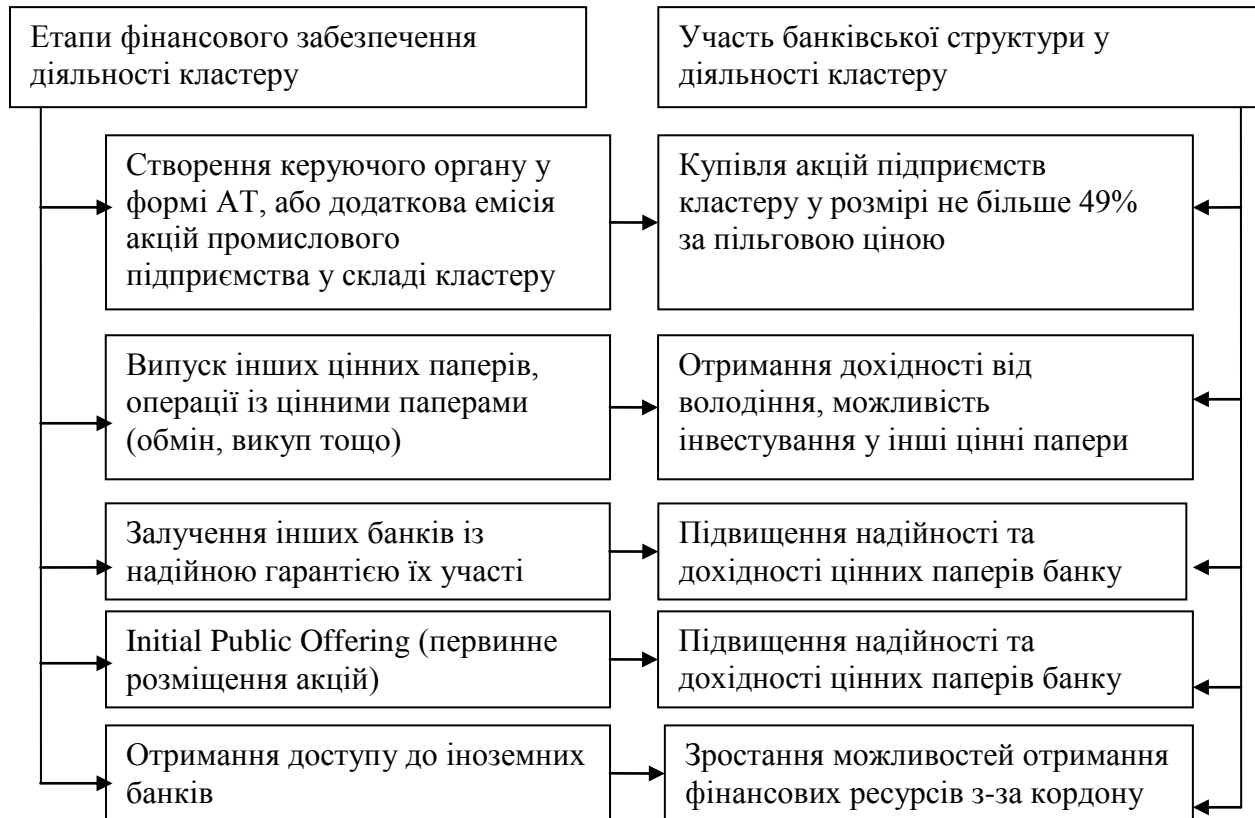 Етапи фінансового забезпечення
діяльності кластеру
Участь банківської структури у
діяльності кластеру
Створення керуючого органу у
формі АТ, або додаткова емісія
акцій промислового
підприємства у складі кластеру
Купівля акцій підприємств
кластеру у розмірі не більше 49%
за пільговою ціною
Випуск інших цінних паперів,
операції із цінними паперами
(обмін, викуп тощо)
Отримання дохідності від
володіння, можливість
інвестування у інші цінні папери
Залучення інших банків із
надійною гарантією їх участі
Підвищення надійності та
дохідності цінних паперів банку
Initial Public Offering (первинне
розміщення акцій)
Підвищення надійності та
дохідності цінних паперів банку
Отримання доступу до іноземних
банків
Зростання можливостей отримання
фінансових ресурсів з-за кордону